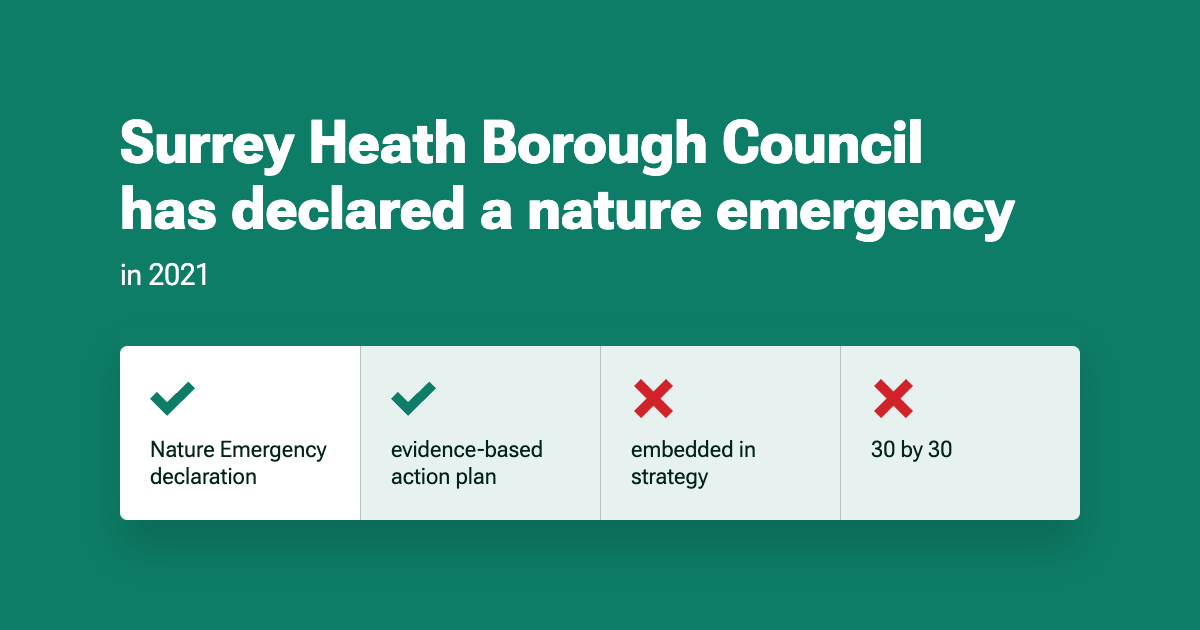 Surrey Heath Borough Council
has declared a nature emergency
in 2021
Nature Emergency
declaration
evidence-based
action plan
embedded in
strategy
30 by 30